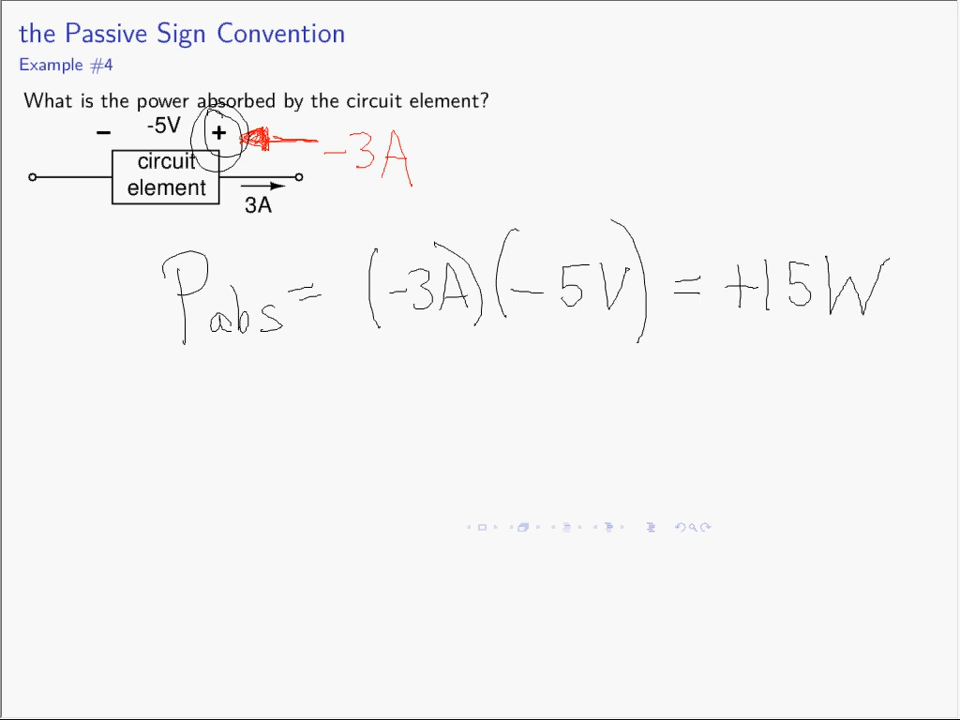 the Passive Sign Convention
Example #4
What is the power absorbed by the circuit element?
− -5V +
-3A
circuit
element
3A
Pabs = (-3A)(-5V) = +15W